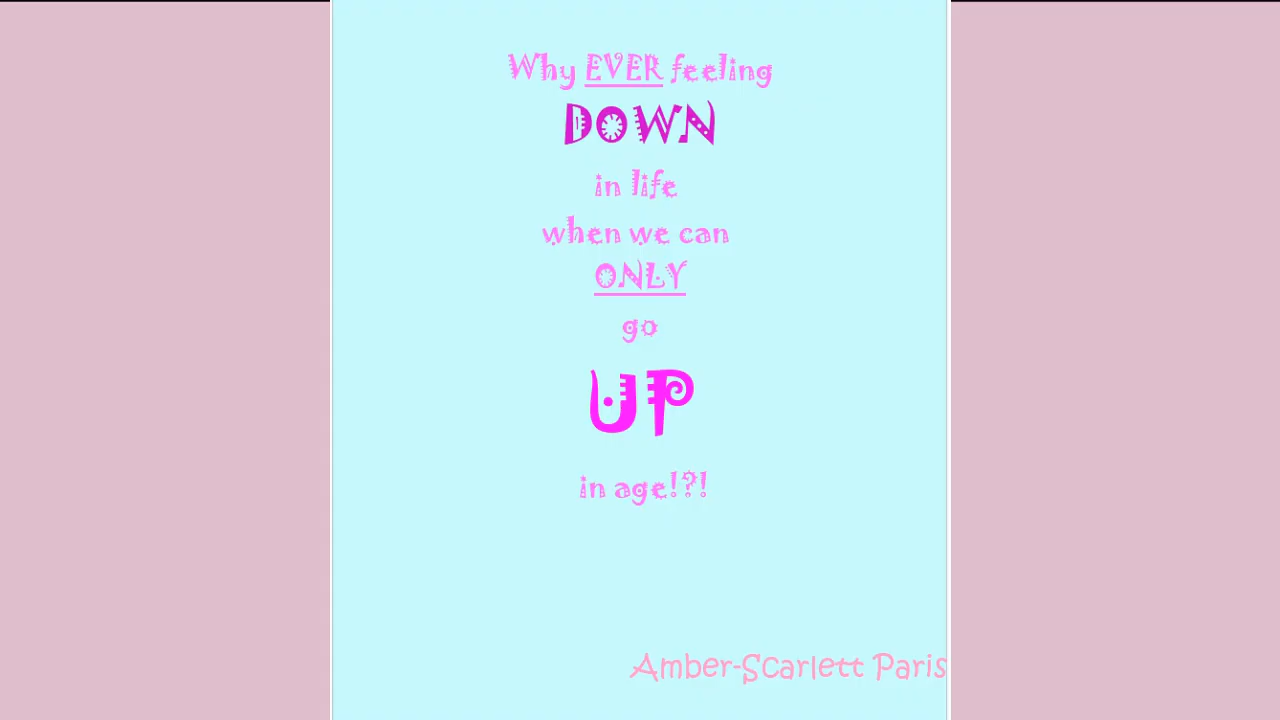 Why EVER feeling
DOWN
in life
when we can
ONLY
go
UP
in age!?!
Amber-Scarlett Paris